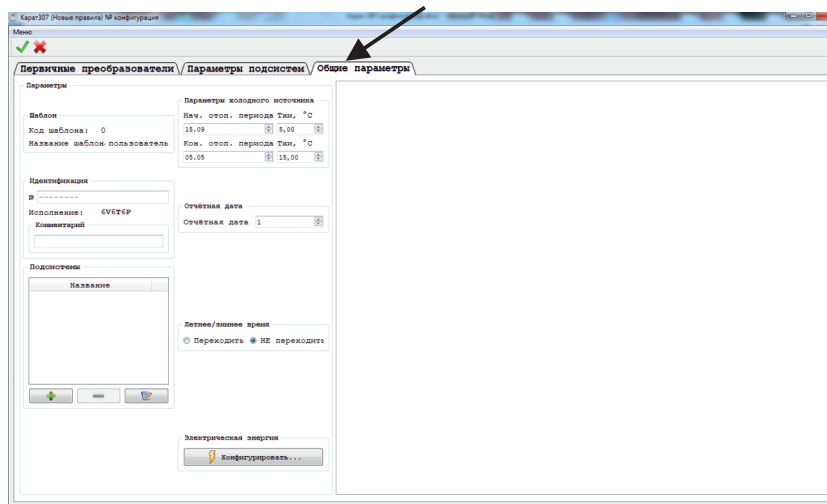 Карат307 (Новые правила) № конфигурация
Меню
Первичные преобразователи Параметры подсистем Общие параметры
Параметры
Шаблон
Код шаблона: 0
Название шаблон.пользователь
Идентификация
№ --------
Исполнение: 6V6T6P
Комментарий
Подсистемы
Название
Параметры холодного источника
Нач. отоп. периода Тхи, °C
15.09 5,00
Кон. отоп. периода Тхи, °C
05.05 15,00
Отчётная дата
Отчётная дата 1
Летнее/зимнее время
Переходить НЕ переходить
Электрическая энергия
Конфигурировать...